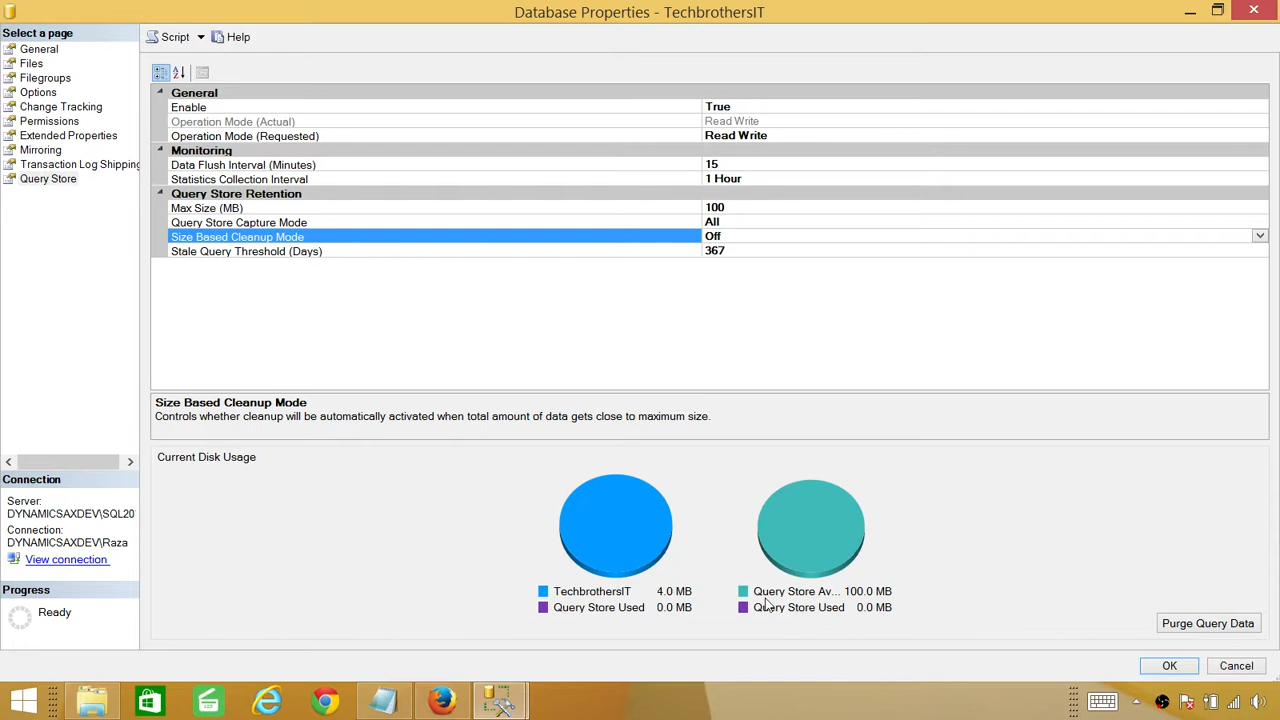 Database Properties - TechbrothersIT
Select a page
General
Files
Filegroups
Options
Change Tracking
Permissions
Extended Properties
Mirroring
Transaction Log Shipping
Query Store
Script Help
General
Enable True
Operation Mode (Actual) Read Write
Operation Mode (Requested) Read Write
Monitoring
Data Flush Interval (Minutes) 15
Statistics Collection Interval 1 Hour
Query Store Retention
Max Size (MB) 100
Query Store Capture Mode All
Size Based Cleanup Mode Off
Stale Query Threshold (Days) 367
Size Based Cleanup Mode
Controls whether cleanup will be automatically activated when total amount of data gets close to maximum size.
Current Disk Usage
TechbrothersIT 4.0 MB
Query Store Used 0.0 MB
Query Store Av... 100.0 MB
Query Store Used 0.0 MB
Purge Query Data
Connection
Server:
DYNAMICSAXDEV\SQL20
Connection:
DYNAMICSAXDEV\Raza
View connection
Progress
Ready
OK Cancel